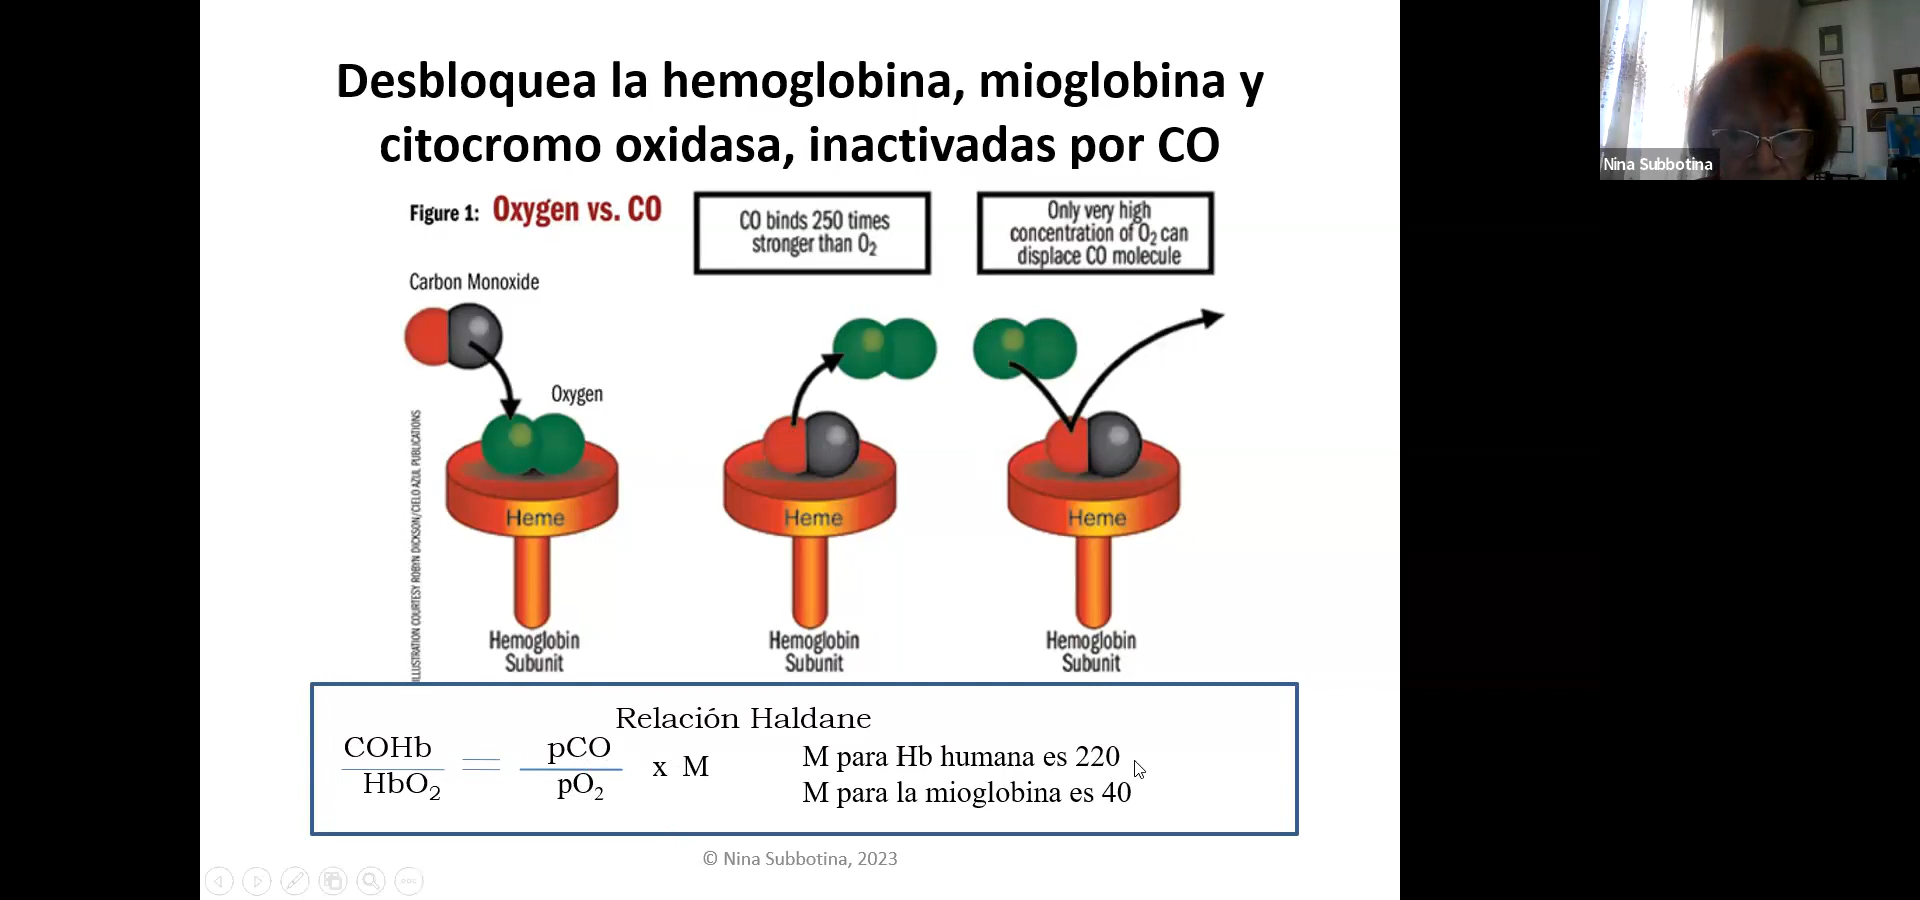 Desbloquea la hemoglobina, mioglobina y
citocromo oxidasa, inactivadas por CO
Figure 1: Oxygen vs. CO
CO binds 250 times
stronger than O₂
Only very high
concentration of O₂ can
displace CO molecule
Carbon Monoxide
Oxygen
ILLUSTRATION COURTESY ROBYN DICKSON/CIELO AZUL PUBLICATIONS
Heme
Heme
Heme
Hemoglobin
Subunit
Hemoglobin
Subunit
Hemoglobin
Subunit
Relación Haldane
COHb
HbO₂
=
pCO
pO₂
x M
M para Hb humana es 220
M para la mioglobina es 40
© Nina Subbotina, 2023
Nina Subbotina